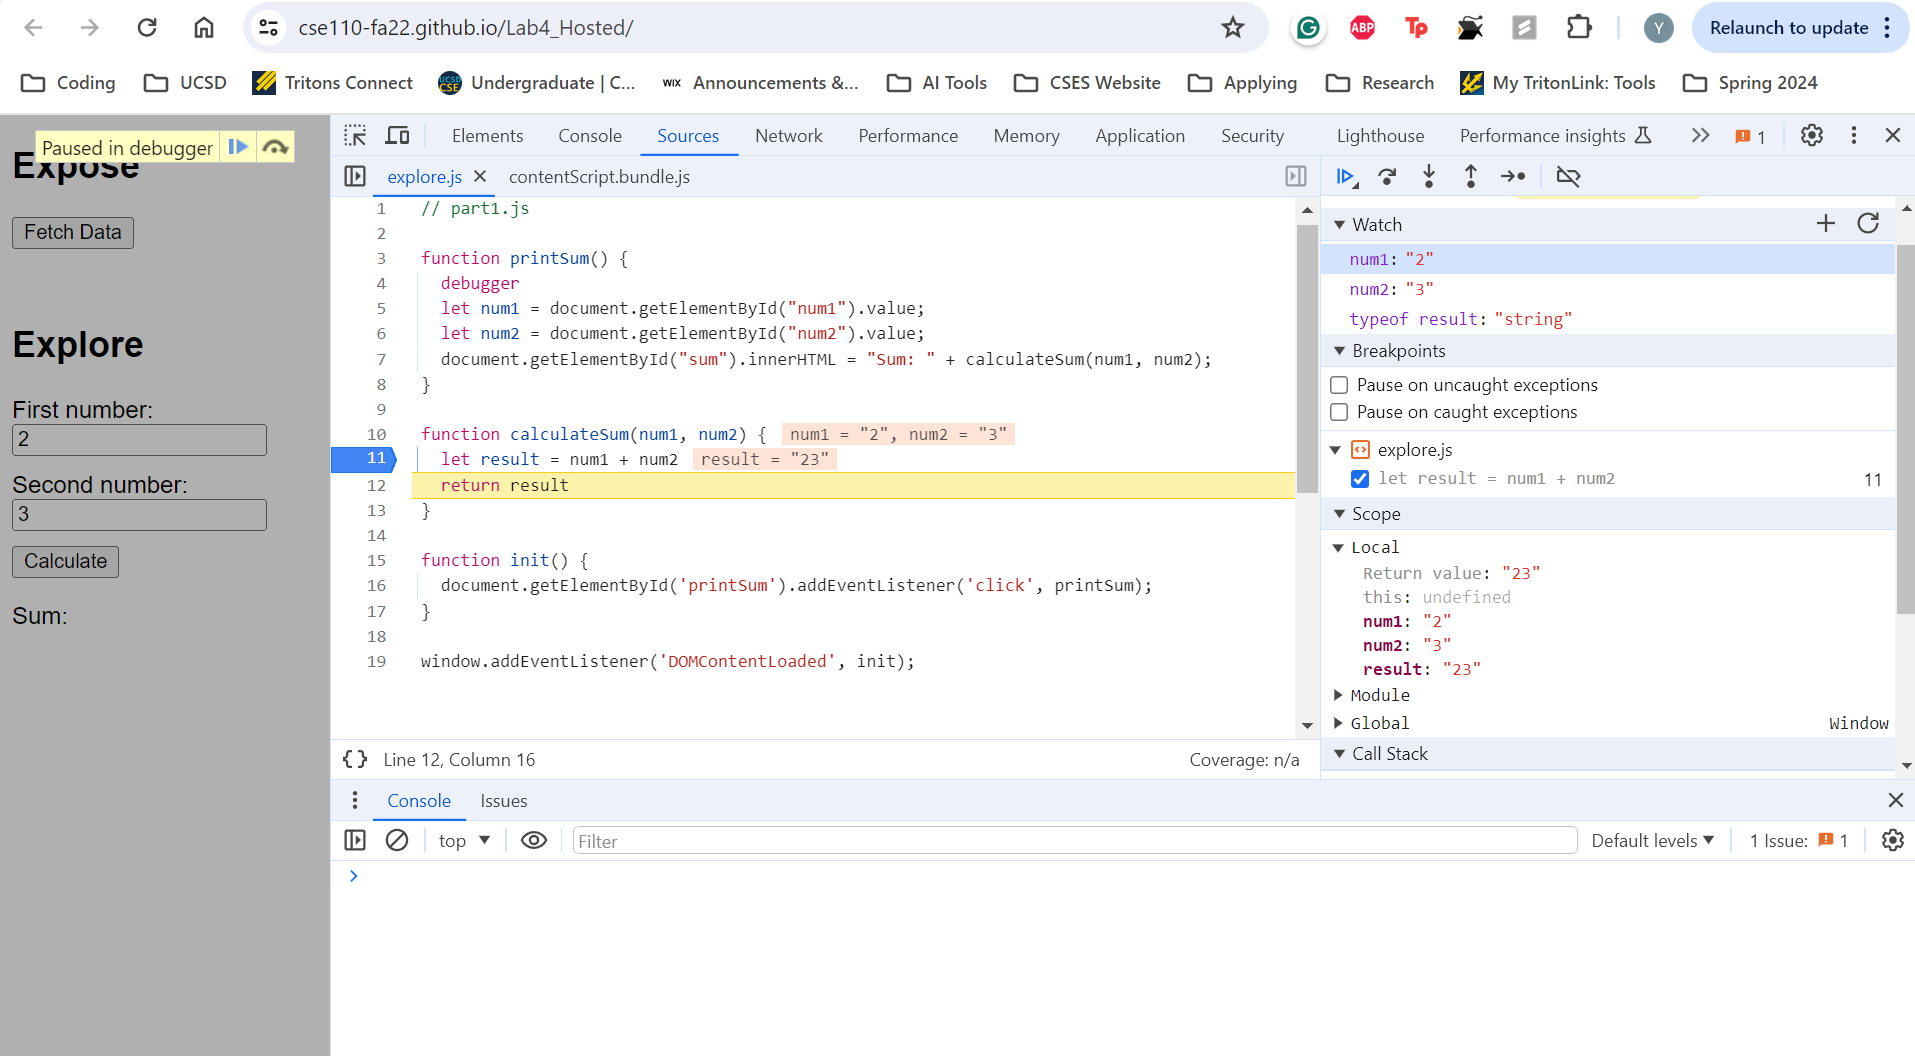 cse110-fa22.github.io/Lab4_Hosted/
ABP
Tp
Y
Relaunch to update
Coding
UCSD
Tritons Connect
UCSD CSE
Undergraduate | C...
WIX
Announcements &...
AI Tools
CSES Website
Applying
Research
My TritonLink: Tools
Spring 2024
Paused in debugger
Expose
Fetch Data
Explore
First number:
2
Second number:
3
Calculate
Sum:
Elements
Console
Sources
Network
Performance
Memory
Application
Security
Lighthouse
Performance insights
1
explore.js
contentScript.bundle.js
1 // part1.js
2
3 function printSum() {
4 debugger
5 let num1 = document.getElementById("num1").value;
6 let num2 = document.getElementById("num2").value;
7 document.getElementById("sum").innerHTML = "Sum: " + calculateSum(num1, num2);
8 }
9
10 function calculateSum(num1, num2) { num1 = "2", num2 = "3"
11 let result = num1 + num2 result = "23"
12 return result
13 }
14
15 function init() {
16 document.getElementById('printSum').addEventListener('click', printSum);
17 }
18
19 window.addEventListener('DOMContentLoaded', init);
{} Line 12, Column 16
Coverage: n/a
Watch
num1: "2"
num2: "3"
typeof result: "string"
Breakpoints
Pause on uncaught exceptions
Pause on caught exceptions
explore.js
let result = num1 + num2 11
Scope
Local
Return value: "23"
this: undefined
num1: "2"
num2: "3"
result: "23"
Module
Global Window
Call Stack
Console
Issues
top
Filter
Default levels
1 Issue: 1